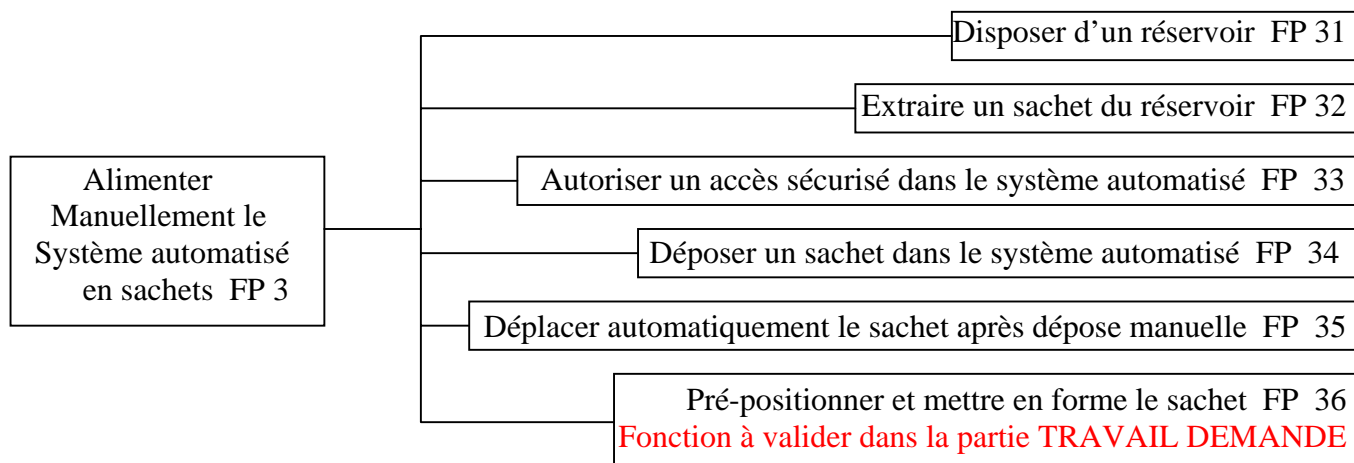 Disposer d’un réservoir FP 31
Extraire un sachet du réservoir FP 32
Alimenter
Manuellement le
Système automatisé
en sachets FP 3
Autoriser un accès sécurisé dans le système automatisé FP 33
Déposer un sachet dans le système automatisé FP 34
Déplacer automatiquement le sachet après dépose manuelle FP 35
Pré-positionner et mettre en forme le sachet FP 36
Fonction à valider dans la partie TRAVAIL DEMANDE